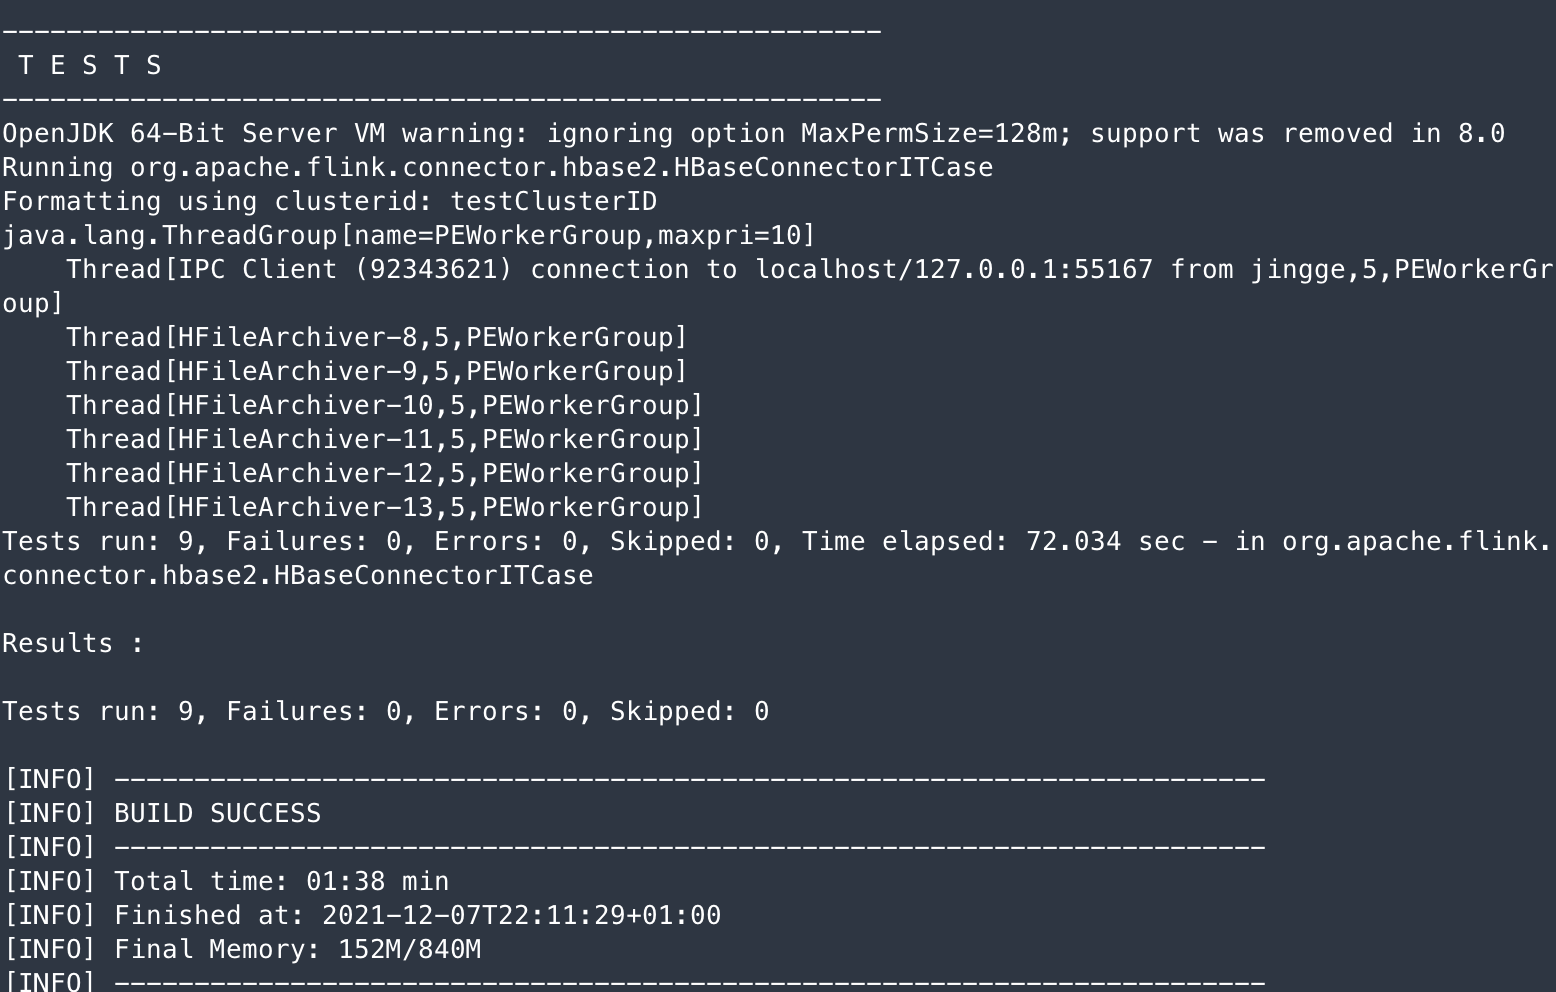 -------------------------------------------------------
 T E S T S
-------------------------------------------------------
OpenJDK 64-Bit Server VM warning: ignoring option MaxPermSize=128m; support was removed in 8.0
Running org.apache.flink.connector.hbase2.HBaseConnectorITCase
Formatting using clusterid: testClusterID
java.lang.ThreadGroup[name=PEWorkerGroup,maxpri=10]
    Thread[IPC Client (92343621) connection to localhost/127.0.0.1:55167 from jingge,5,PEWorkerGr
oup]
    Thread[HFileArchiver-8,5,PEWorkerGroup]
    Thread[HFileArchiver-9,5,PEWorkerGroup]
    Thread[HFileArchiver-10,5,PEWorkerGroup]
    Thread[HFileArchiver-11,5,PEWorkerGroup]
    Thread[HFileArchiver-12,5,PEWorkerGroup]
    Thread[HFileArchiver-13,5,PEWorkerGroup]
Tests run: 9, Failures: 0, Errors: 0, Skipped: 0, Time elapsed: 72.034 sec - in org.apache.flink.
connector.hbase2.HBaseConnectorITCase

Results :

Tests run: 9, Failures: 0, Errors: 0, Skipped: 0

[INFO] ------------------------------------------------------------------------
[INFO] BUILD SUCCESS
[INFO] ------------------------------------------------------------------------
[INFO] Total time: 01:38 min
[INFO] Finished at: 2021-12-07T22:11:29+01:00
[INFO] Final Memory: 152M/840M
[INFO] ------------------------------------------------------------------------